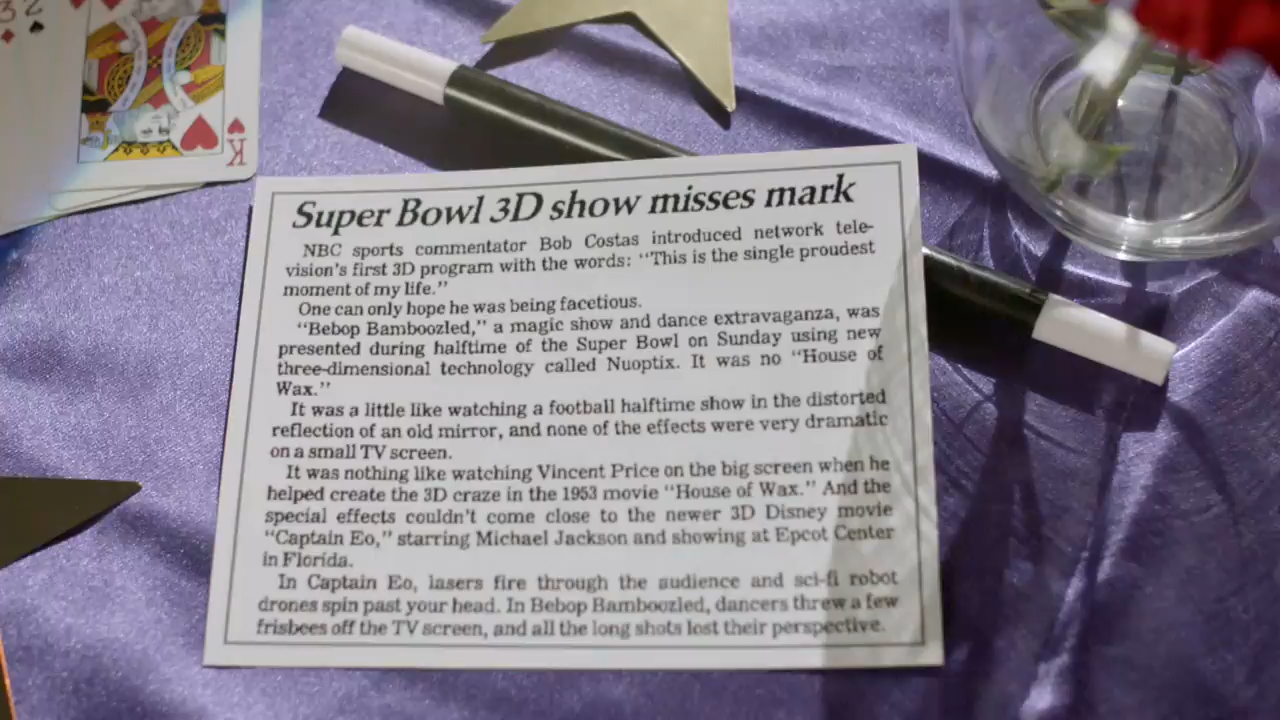 32
K
Super Bowl 3D show misses mark
NBC sports commentator Bob Costas introduced network tele-
vision's first 3D program with the words: "This is the single proudest
moment of my life."
One can only hope he was being facetious.
"Bebop Bamboozled," a magic show and dance extravaganza, was
presented during halftime of the Super Bowl on Sunday using new
three-dimensional technology called Nuoptix. It was no "House of
Wax."
It was a little like watching a football halftime show in the distorted
reflection of an old mirror, and none of the effects were very dramatic
on a small TV screen.
It was nothing like watching Vincent Price on the big screen when he
helped create the 3D craze in the 1953 movie "House of Wax." And the
special effects couldn't come close to the newer 3D Disney movie
"Captain Eo," starring Michael Jackson and showing at Epcot Center
in Florida.
In Captain Eo, lasers fire through the audience and sci-fi robot
drones spin past your head. In Bebop Bamboozled, dancers threw a few
frisbees off the TV screen, and all the long shots lost their perspective.